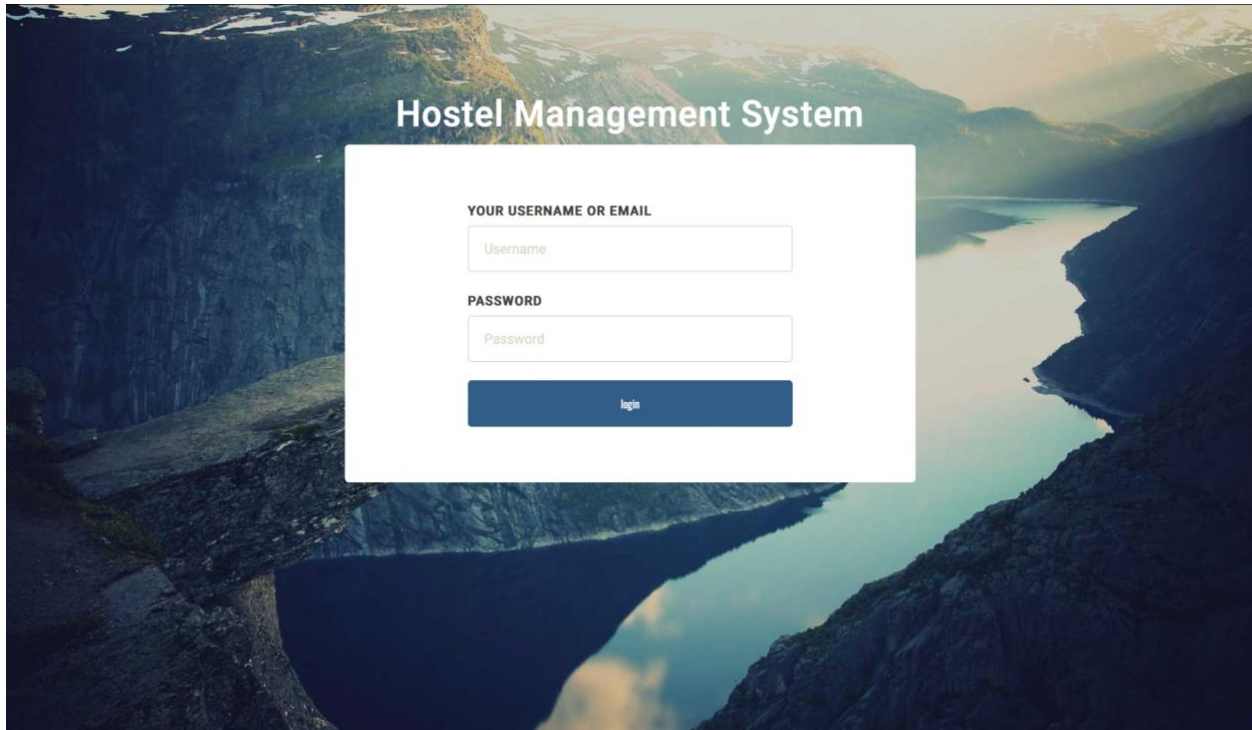 Hostel Management System
YOUR USERNAME OR EMAIL
Username
PASSWORD
Password
login